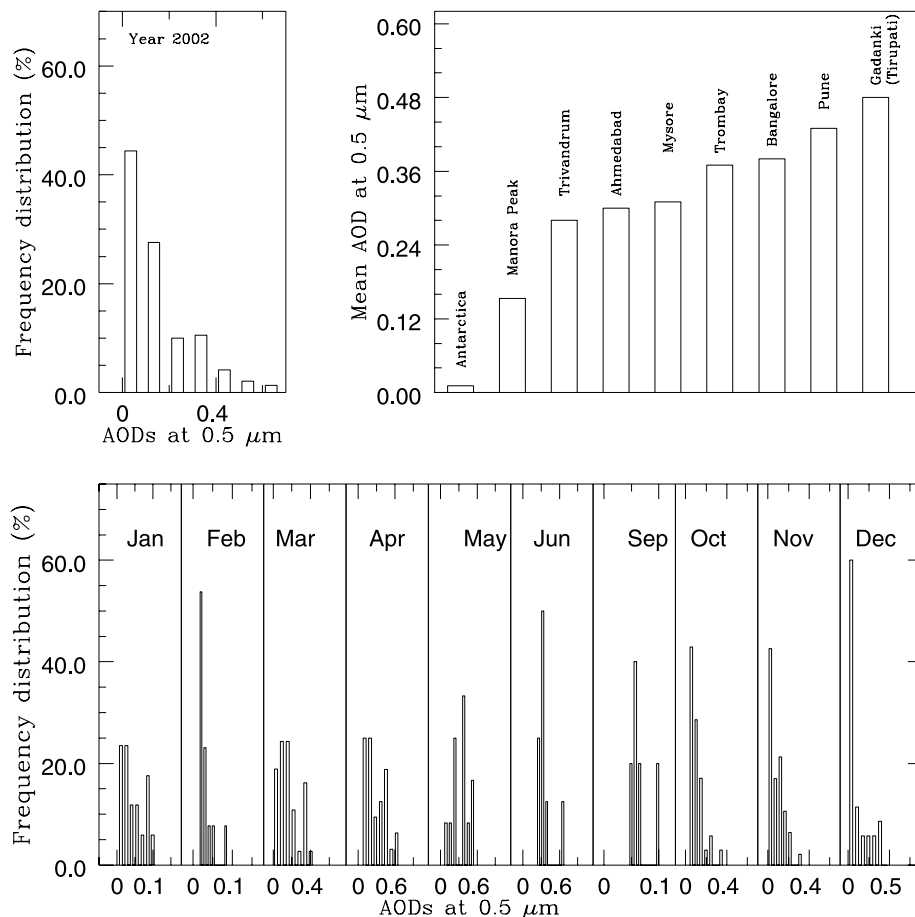 Frequency distribution (%)
60.0
40.0
20.0
0.0
Year 2002
0 0.4
AODs at 0.5 μm
Mean AOD at 0.5 μm
0.60
0.48
0.36
0.24
0.12
0.00
Antarctica
Manora Peak
Trivandrum
Ahmedabad
Mysore
Trombay
Bangalore
Pune
Gadanki
(Tirupati)
Frequency distribution (%)
60.0
40.0
20.0
0.0
Jan Feb Mar Apr May Jun Sep Oct Nov Dec
0 0.1 0 0.1 0 0.4 0 0.6 0 0.6 0 0.6 0 0.1 0 0.4 0 0.4 0 0.5
AODs at 0.5 μm